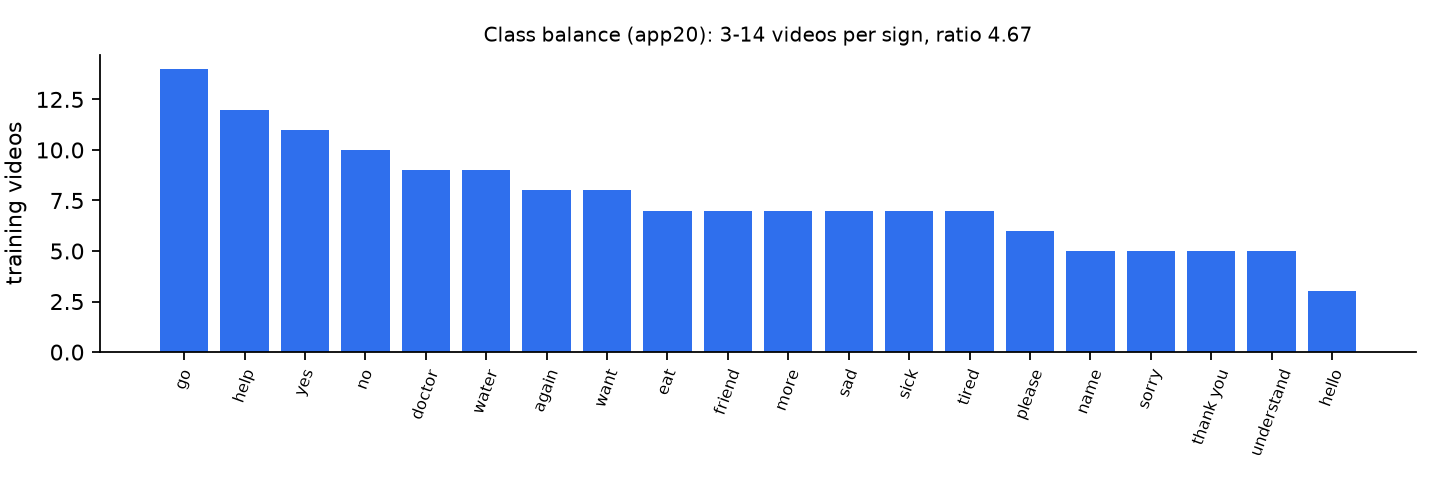 Class balance (app20): 3-14 videos per sign, ratio 4.67
training videos
12.5
10.0
7.5
5.0
2.5
0.0
go
help
yes
no
doctor
water
again
want
eat
friend
more
sad
sick
tired
please
name
sorry
thank you
understand
hello